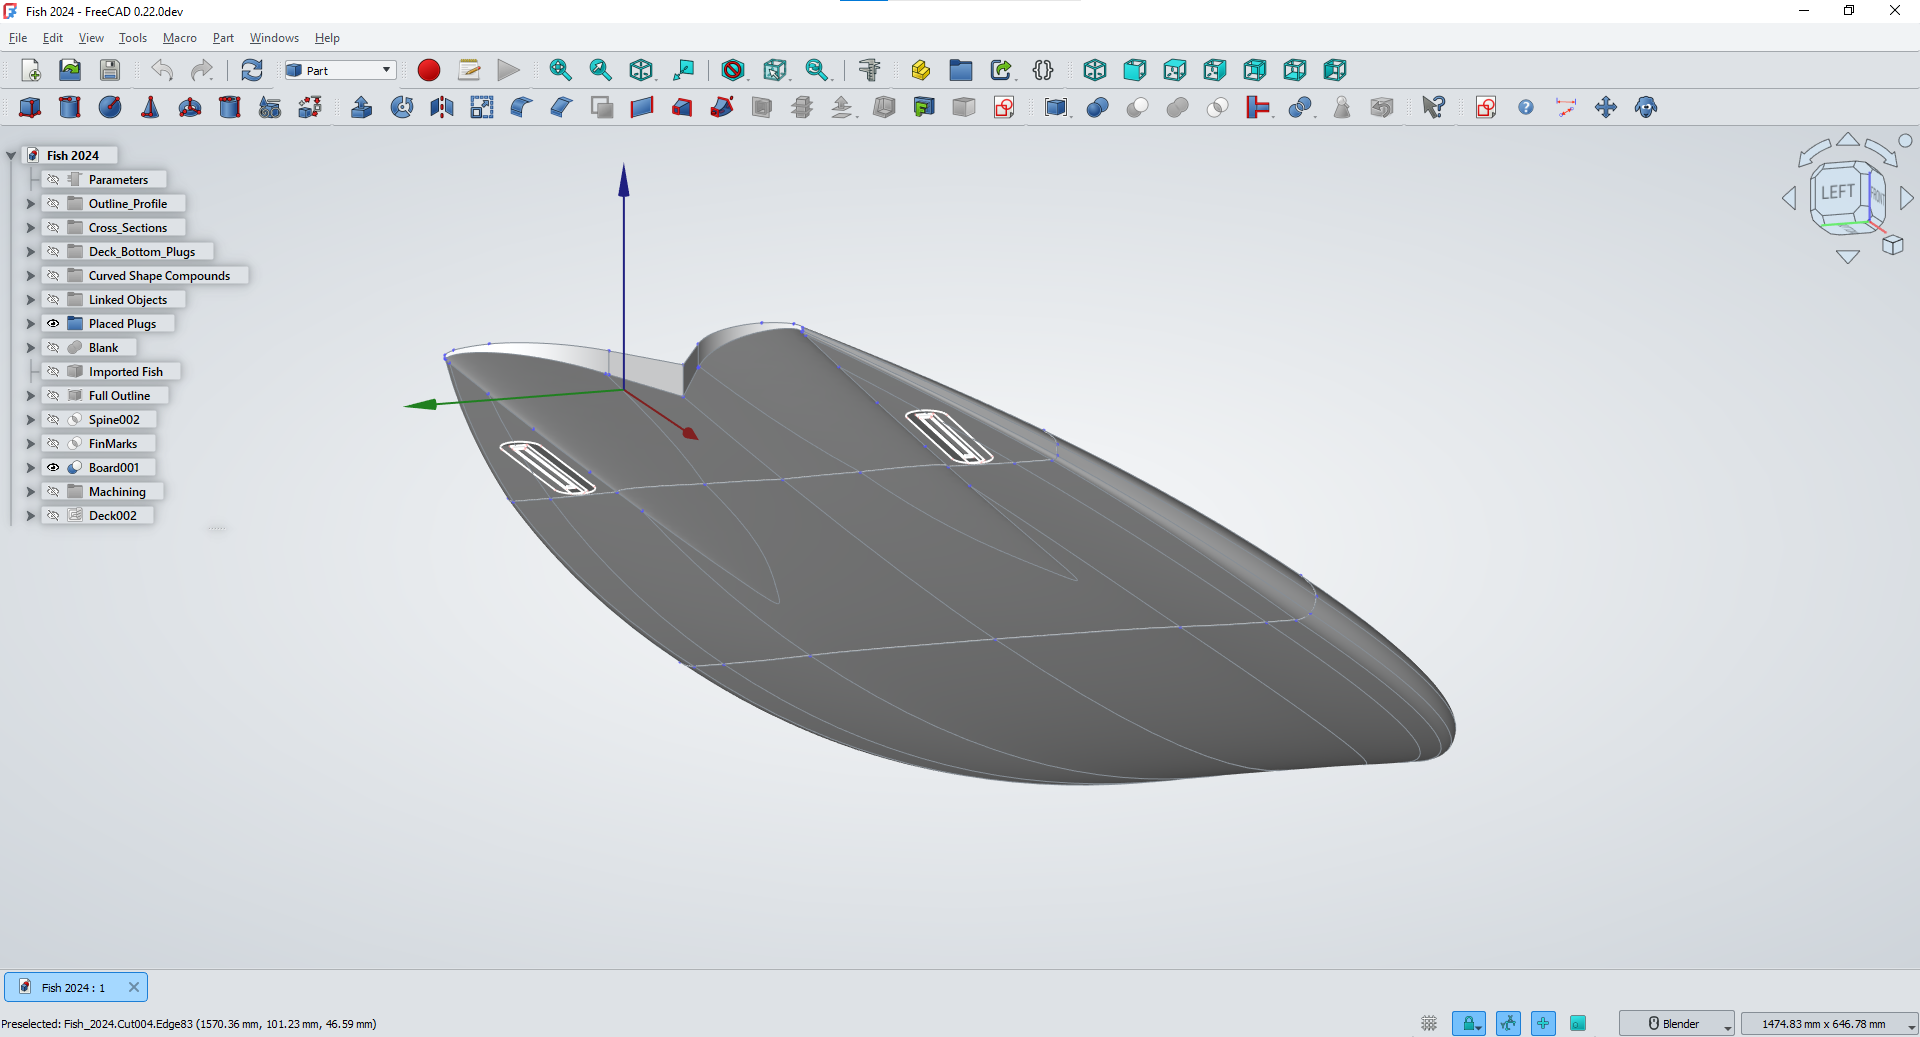 Fish 2024 - FreeCAD 0.22.0dev
File Edit View Tools Macro Part Windows Help
Part
Fish 2024
Parameters
Outline_Profile
Cross_Sections
Deck_Bottom_Plugs
Curved Shape Compounds
Linked Objects
Placed Plugs
Blank
Imported Fish
Full Outline
Spine002
FinMarks
Board001
Machining
Deck002
LEFT
FRONT
Fish 2024 : 1
Preselected: Fish_2024.Cut004.Edge83 (1570.36 mm, 101.23 mm, 46.59 mm)
Blender
1474.83 mm x 646.78 mm